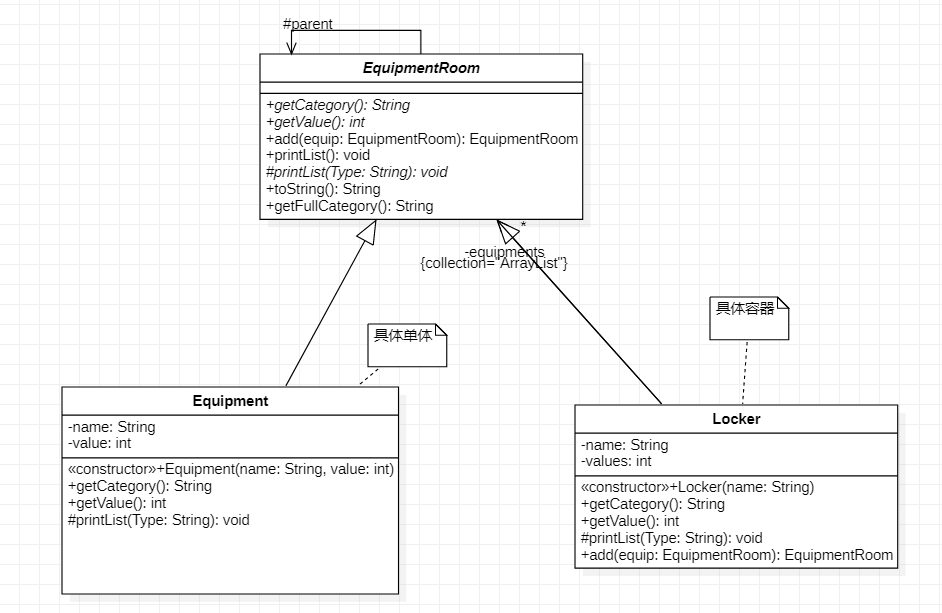 #parent
EquipmentRoom
+getCategory(): String
+getValue(): int
+add(equip: EquipmentRoom): EquipmentRoom
+printList(): void
#printList(Type: String): void
+toString(): String
+getFullCategory(): String
*
-equipments
{collection="ArrayList"}
具体单体
具体容器
Equipment
-name: String
-value: int
«constructor»+Equipment(name: String, value: int)
+getCategory(): String
+getValue(): int
#printList(Type: String): void
Locker
-name: String
-values: int
«constructor»+Locker(name: String)
+getCategory(): String
+getValue(): int
#printList(Type: String): void
+add(equip: EquipmentRoom): EquipmentRoom